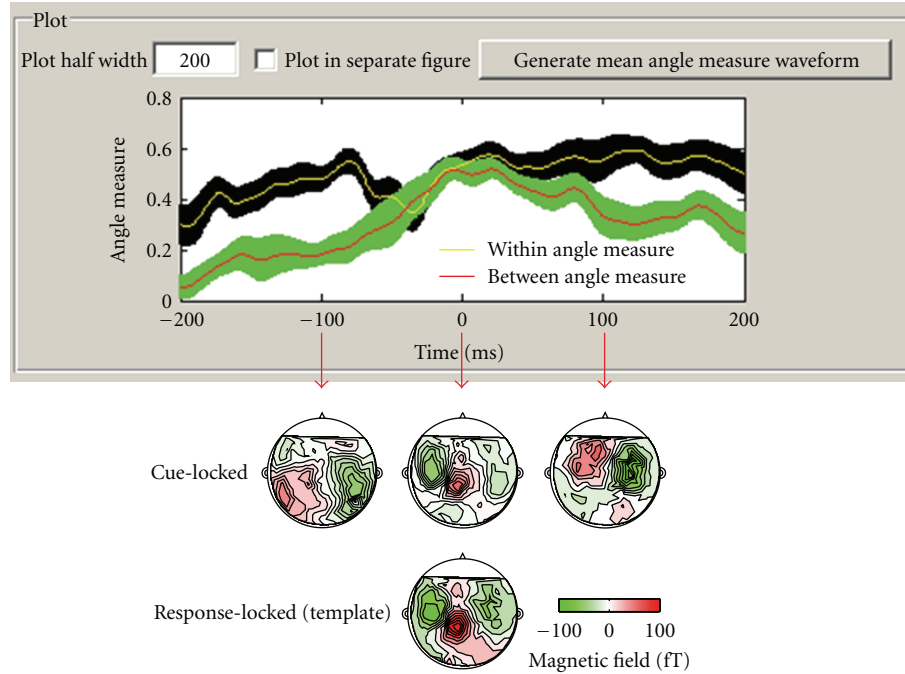 Plot
Plot half width 200 Plot in separate figure Generate mean angle measure waveform
0.8
0.6
0.4
0.2
0
Angle measure
Within angle measure
Between angle measure
−200 −100 0 100 200
Time (ms)
Cue-locked
Response-locked (template)
−100 0 100
Magnetic field (fT)